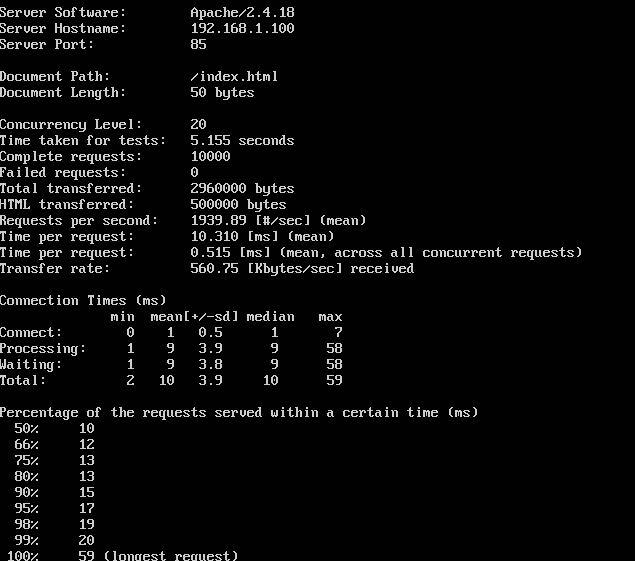 Server Software:        Apache/2.4.18
Server Hostname:        192.168.1.100
Server Port:            85

Document Path:          /index.html
Document Length:        50 bytes

Concurrency Level:      20
Time taken for tests:   5.155 seconds
Complete requests:      10000
Failed requests:        0
Total transferred:      2960000 bytes
HTML transferred:       500000 bytes
Requests per second:    1939.89 [#/sec] (mean)
Time per request:       10.310 [ms] (mean)
Time per request:       0.515 [ms] (mean, across all concurrent requests)
Transfer rate:          560.75 [Kbytes/sec] received

Connection Times (ms)
              min  mean[+/-sd] median   max
Connect:        0    1   0.5      1       7
Processing:     1    9   3.9      9      58
Waiting:        1    9   3.8      9      58
Total:          2   10   3.9     10      59

Percentage of the requests served within a certain time (ms)
  50%     10
  66%     12
  75%     13
  80%     13
  90%     15
  95%     17
  98%     19
  99%     20
 100%     59 (longest request)